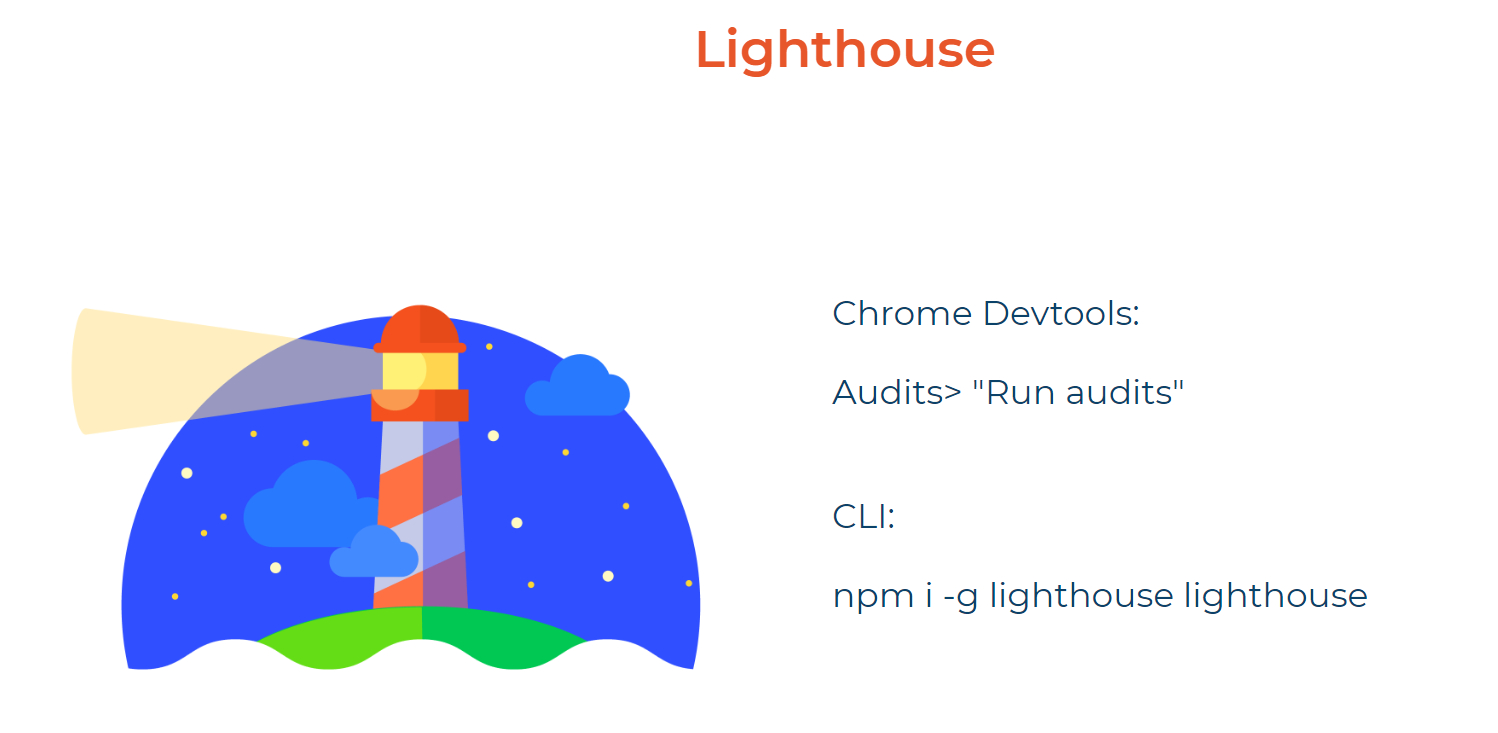 Lighthouse
Chrome Devtools:
Audits> "Run audits"
CLI:
npm i -g lighthouse lighthouse